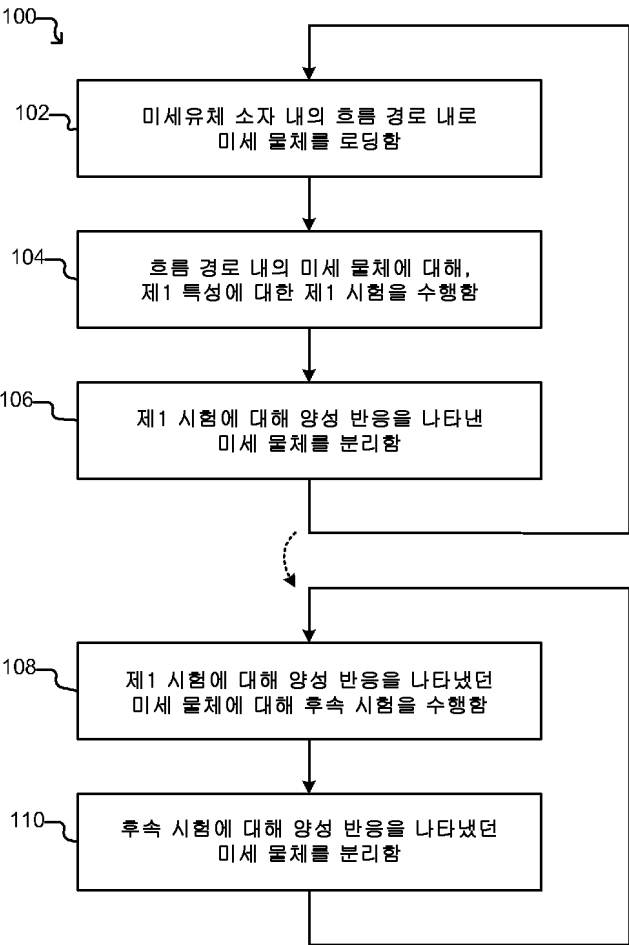 100
102
미세유체 소자 내의 흐름 경로 내로
미세 물체를 로딩함
104
흐름 경로 내의 미세 물체에 대해,
제1 특성에 대한 제1 시험을 수행함
106
제1 시험에 대해 양성 반응을 나타낸
미세 물체를 분리함
108
제1 시험에 대해 양성 반응을 나타냈던
미세 물체에 대해 후속 시험을 수행함
110
후속 시험에 대해 양성 반응을 나타냈던
미세 물체를 분리함